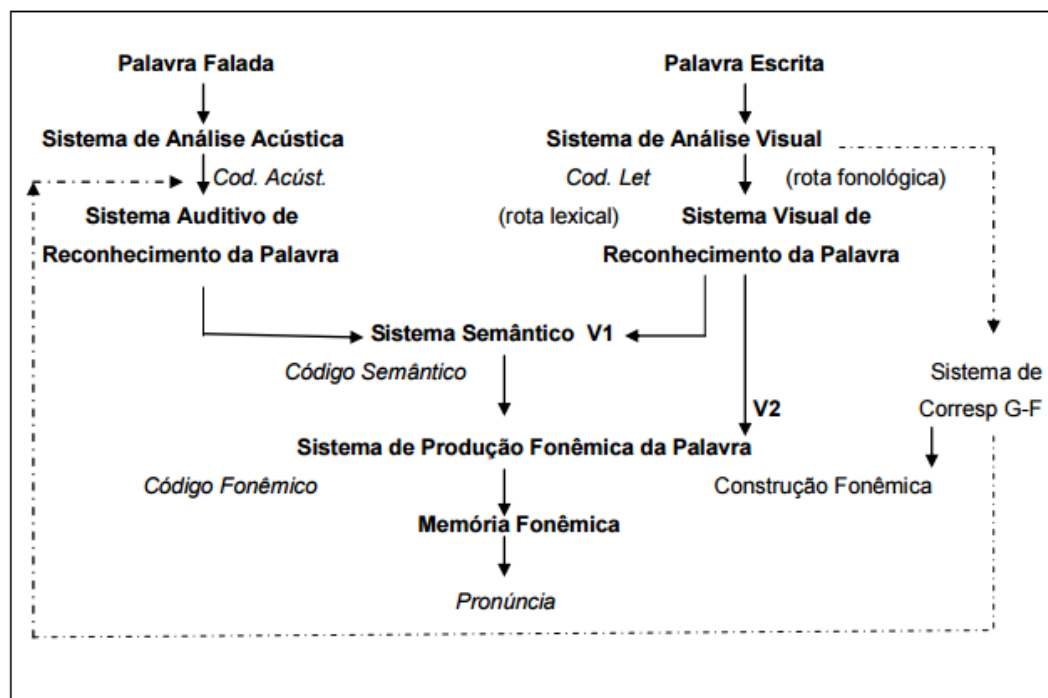 Palavra Falada
Palavra Escrita
Sistema de Análise Acústica
Sistema de Análise Visual
Cod. Acúst.
Cod. Let
(rota fonológica)
Sistema Auditivo de
(rota lexical)
Sistema Visual de
Reconhecimento da Palavra
Reconhecimento da Palavra
Sistema Semântico V1
Código Semântico
Sistema de
V2
Corresp G-F
Sistema de Produção Fonêmica da Palavra
Código Fonêmico
Construção Fonêmica
Memória Fonêmica
Pronúncia